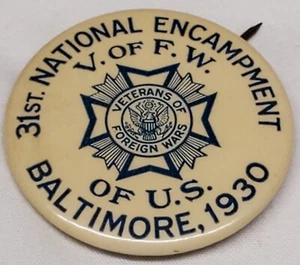 31ST. NATIONAL ENCAMPMENT
V. OF F. W.
VETERANS OF
FOREIGN WARS
OF U.S.
BALTIMORE, 1930